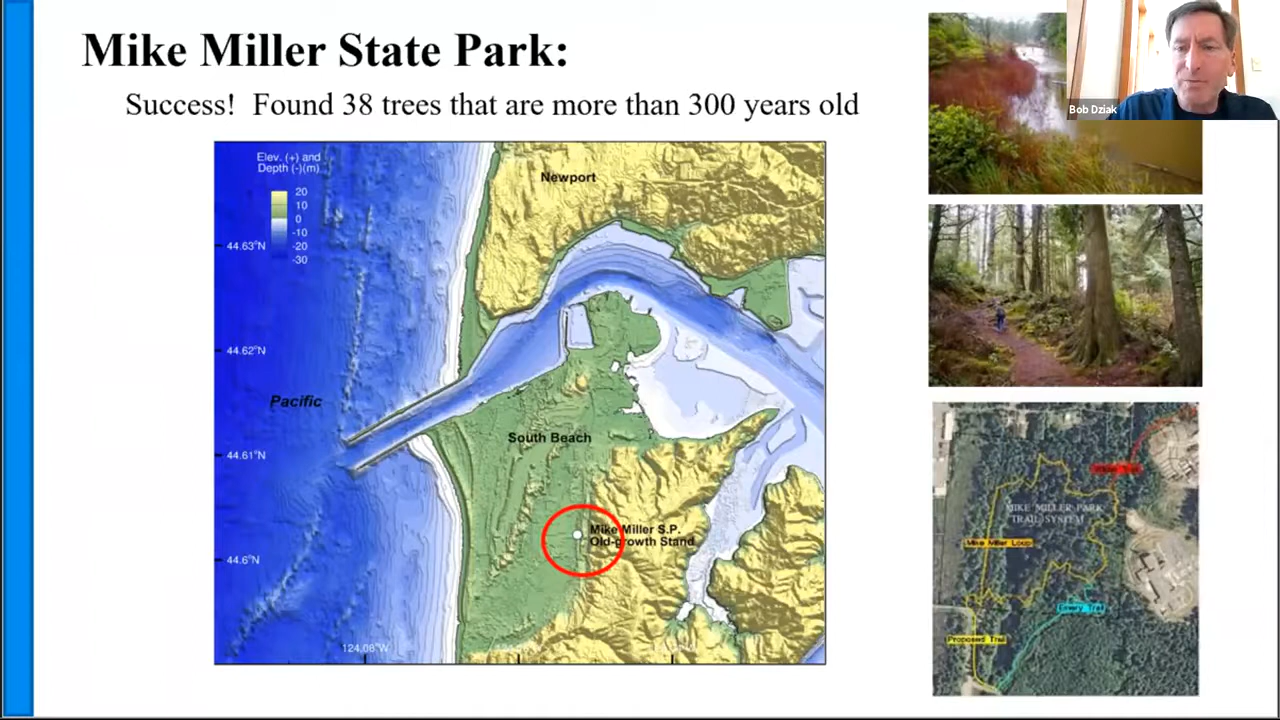 Mike Miller State Park:
Success! Found 38 trees that are more than 300 years old
Bob Dziak
Elev. (+) and
Depth (-)(m)
20
10
0
-10
-20
-30
Newport
44.63°N
44.62°N
Pacific
44.61°N
South Beach
Mike Miller S.P.
Old-growth Stand
44.6°N
124.08°W
MIKE MILLER PARK
TRAIL SYSTEM
Mike Miller Loop
Emery Trail
Proposed Trail